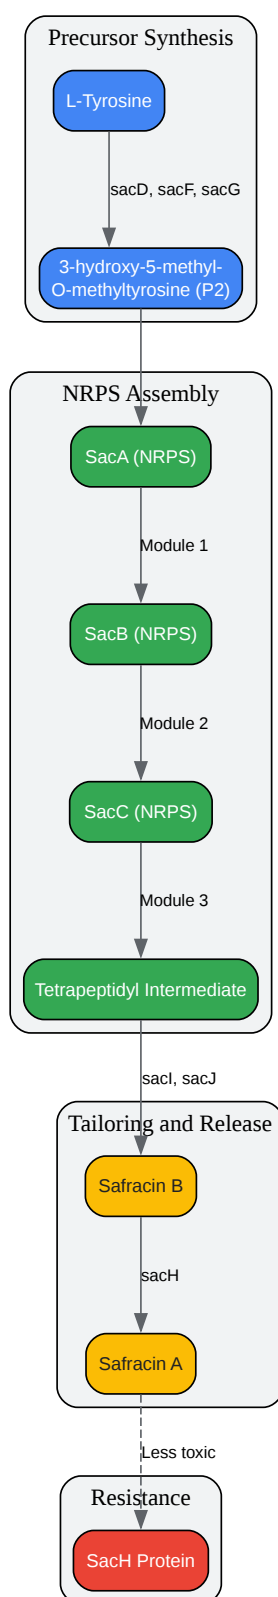 Precursor Synthesis
L-Tyrosine
sacD, sacF, sacG
3-hydroxy-5-methyl-
O-methyltyrosine (P2)
NRPS Assembly
SacA (NRPS)
Module 1
SacB (NRPS)
Module 2
SacC (NRPS)
Module 3
Tetrapeptidyl Intermediate
sacI, sacJ
Tailoring and Release
Safracin B
sacH
Safracin A
Less toxic
Resistance
SacH Protein